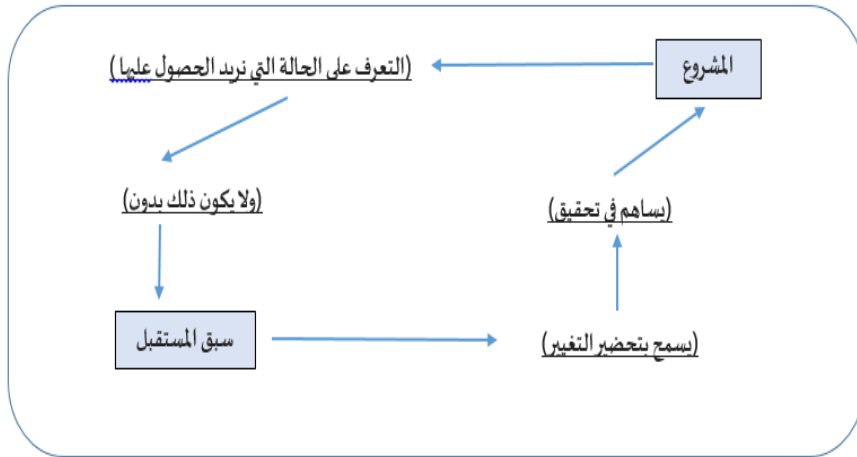 المشروع
(التعرف على الحالة التي نريد الحصول عليها )
(ولا يكون ذلك بدون)
سبق المستقبل
(يسمح بتحضير التغيير)
(يساهم في تحقيق)